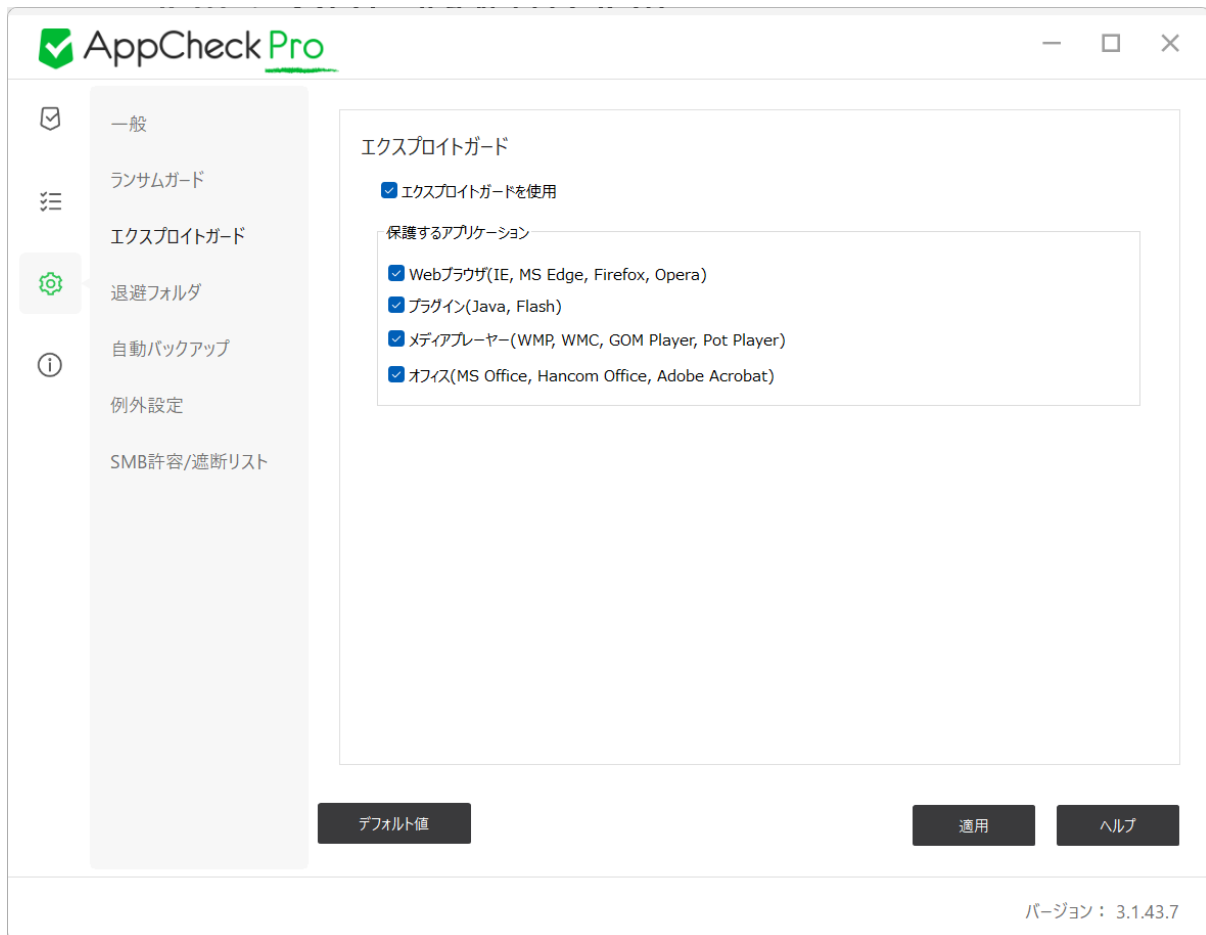 AppCheck Pro
一般
ランサムガード
エクスプロイトガード
退避フォルダ
自動バックアップ
例外設定
SMB許容/遮断リスト
エクスプロイトガード
エクスプロイトガードを使用
保護するアプリケーション
Webブラウザ(IE, MS Edge, Firefox, Opera)
プラグイン(Java, Flash)
メディアプレーヤー(WMP, WMC, GOM Player, Pot Player)
オフィス(MS Office, Hancom Office, Adobe Acrobat)
デフォルト値
適用
ヘルプ
バージョン： 3.1.43.7